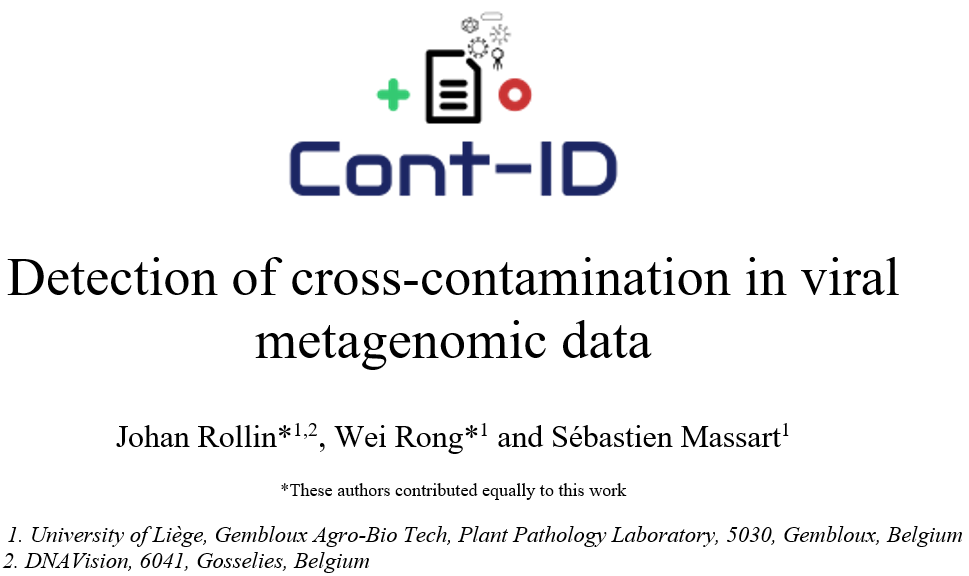 Cont-ID
Detection of cross-contamination in viral
metagenomic data
Johan Rollin*1,2, Wei Rong*1 and Sébastien Massart1
*These authors contributed equally to this work
1. University of Liège, Gembloux Agro-Bio Tech, Plant Pathology Laboratory, 5030, Gembloux, Belgium
2. DNAVision, 6041, Gosselies, Belgium